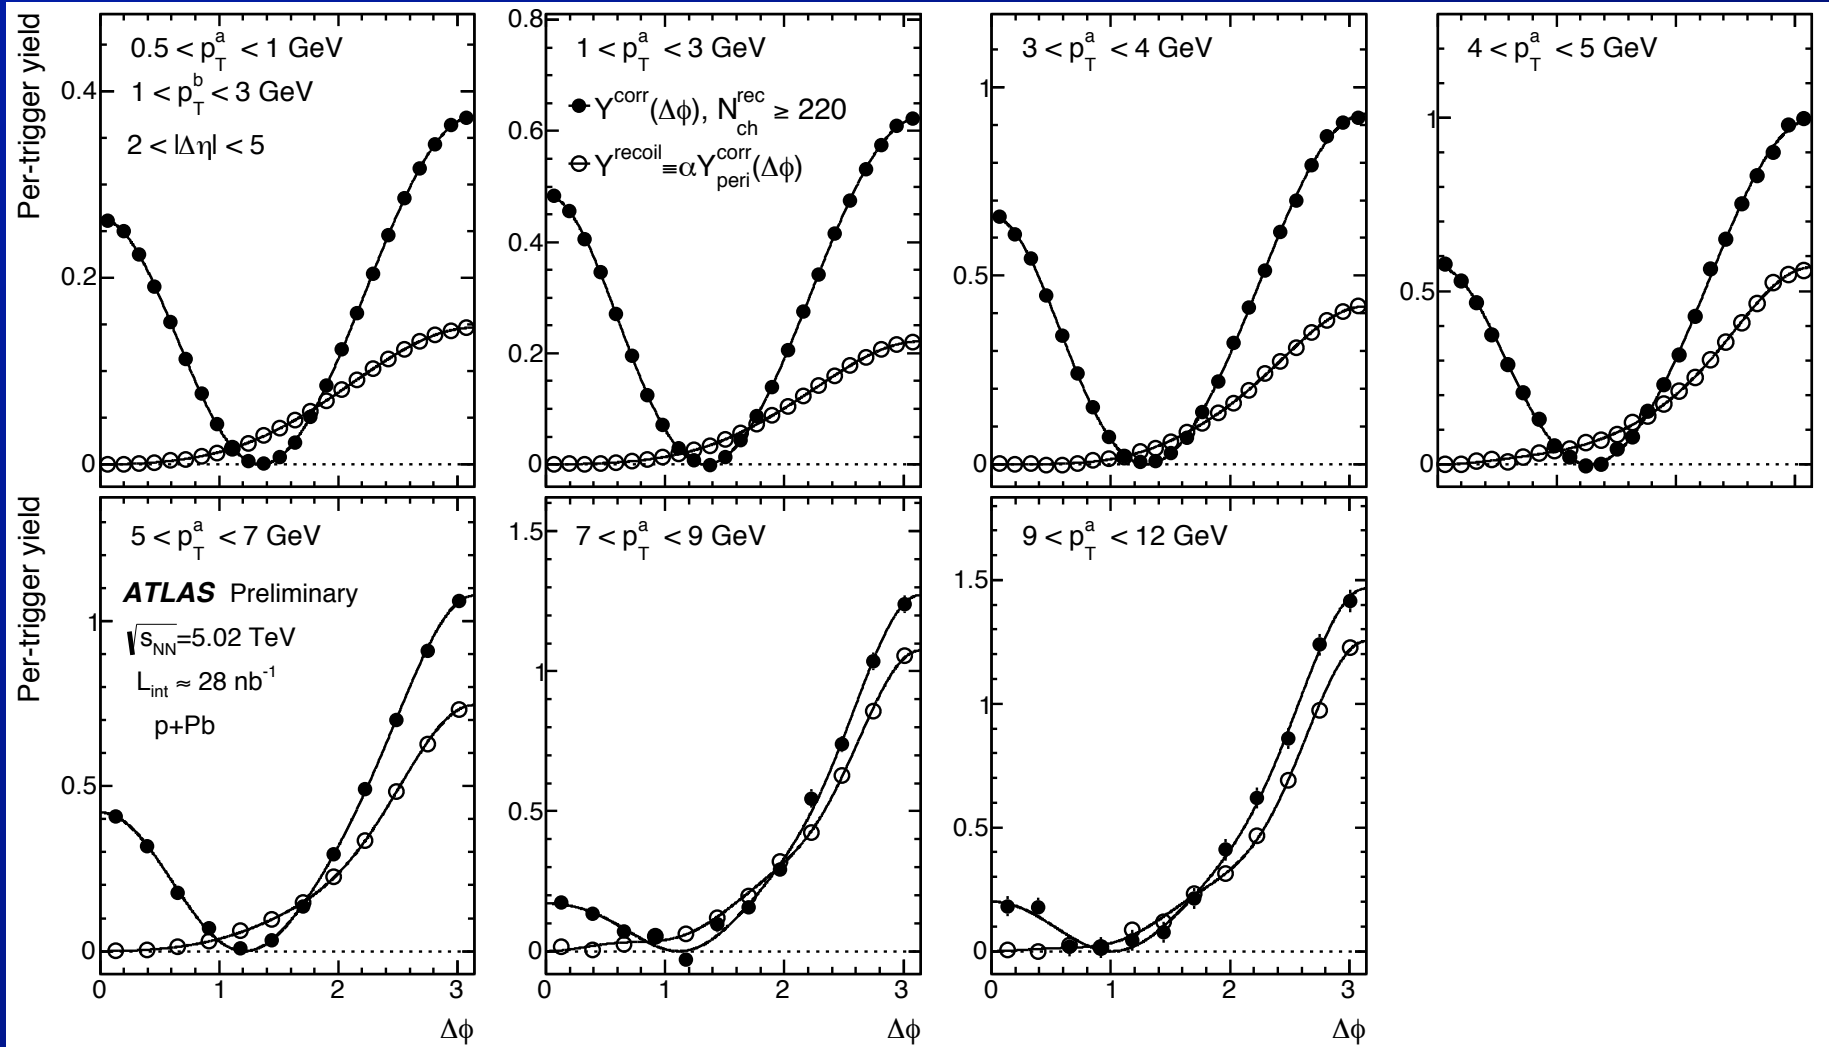 Per-trigger yield
0.5 < p_T^a < 1 GeV
1 < p_T^b < 3 GeV
2 < |Δη| < 5
0.4
0.2
0
1 < p_T^a < 3 GeV
Y^corr(Δϕ), N_ch^rec ≥ 220
Y^recoil≡αY_peri^corr(Δϕ)
0.8
0.6
0.4
0.2
0
3 < p_T^a < 4 GeV
1
0.5
0
4 < p_T^a < 5 GeV
1
0.5
0
Per-trigger yield
5 < p_T^a < 7 GeV
ATLAS Preliminary
√s_NN=5.02 TeV
L_int ≈ 28 nb^-1
p+Pb
1
0.5
0
0 1 2 3
Δϕ
7 < p_T^a < 9 GeV
1.5
1
0.5
0
0 1 2 3
9 < p_T^a < 12 GeV
1.5
1
0.5
0
0 1 2 3
Δϕ